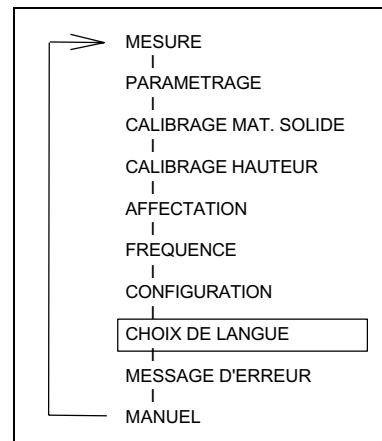 MESURE
PARAMETRAGE
CALIBRAGE MAT. SOLIDE
CALIBRAGE HAUTEUR
AFFECTATION
FREQUENCE
CONFIGURATION
CHOIX DE LANGUE
MESSAGE D'ERREUR
MANUEL